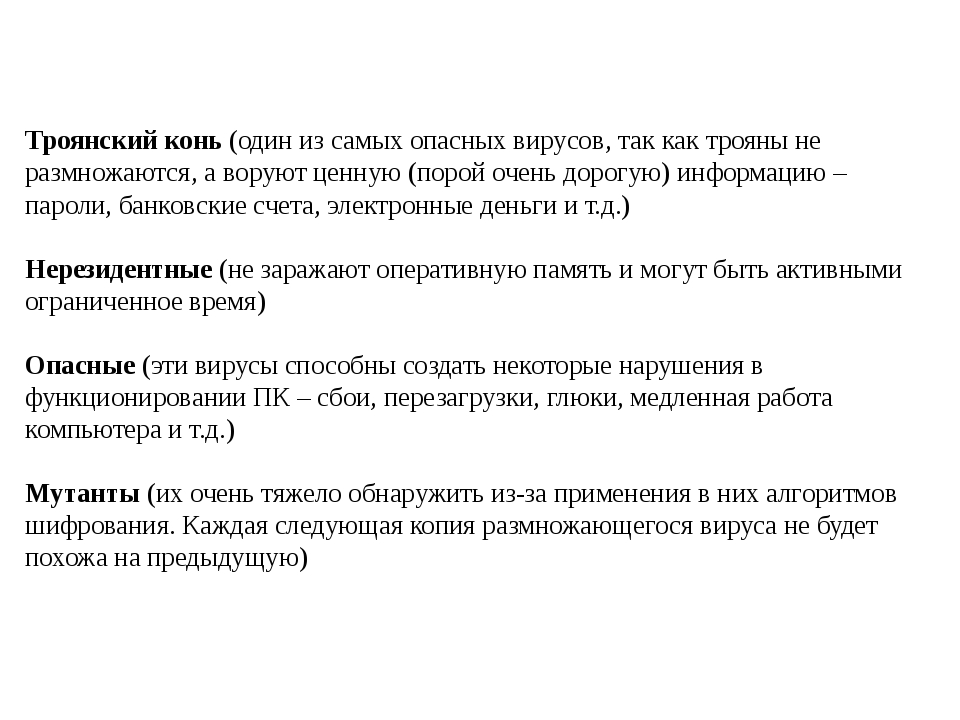 Троянский конь (один из самых опасных вирусов, так как трояны не
размножаются, а воруют ценную (порой очень дорогую) информацию –
пароли, банковские счета, электронные деньги и т.д.)
Нерезидентные (не заражают оперативную память и могут быть активными
ограниченное время)
Опасные (эти вирусы способны создать некоторые нарушения в
функционировании ПК – сбои, перезагрузки, глюки, медленная работа
компьютера и т.д.)
Мутанты (их очень тяжело обнаружить из-за применения в них алгоритмов
шифрования. Каждая следующая копия размножающегося вируса не будет
похожа на предыдущую)